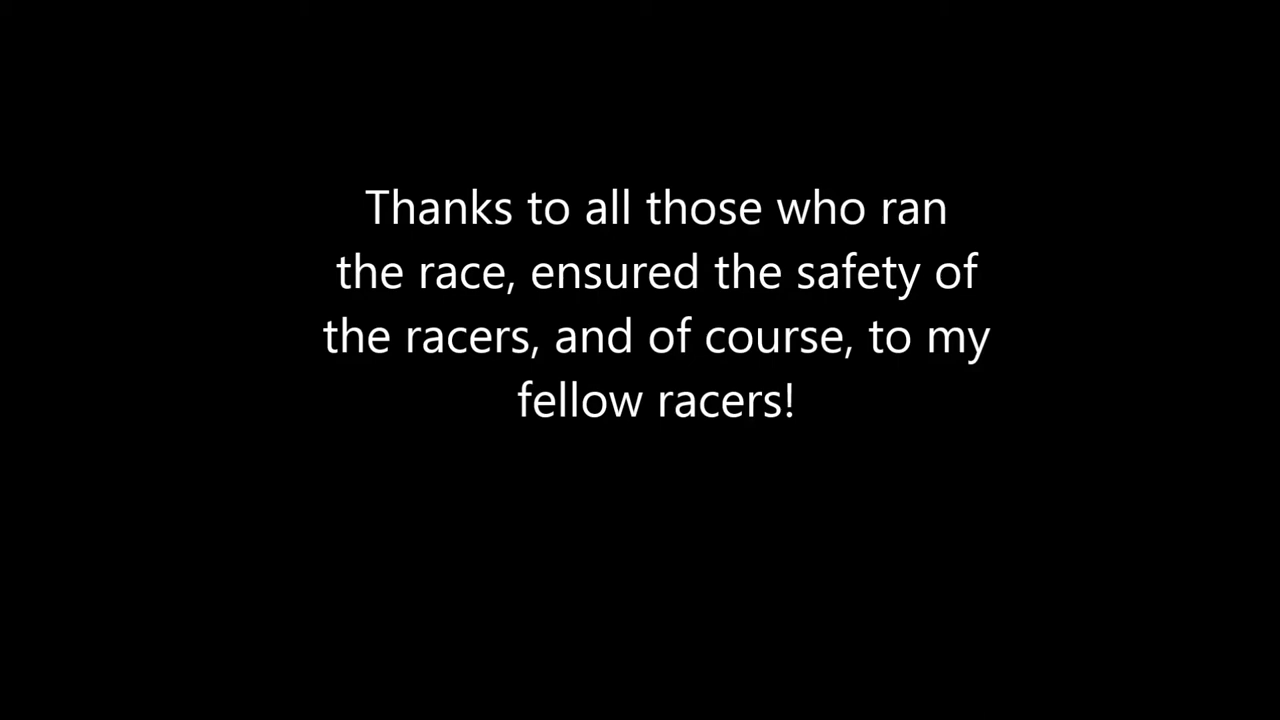 Thanks to all those who ran
the race, ensured the safety of
the racers, and of course, to my
fellow racers!